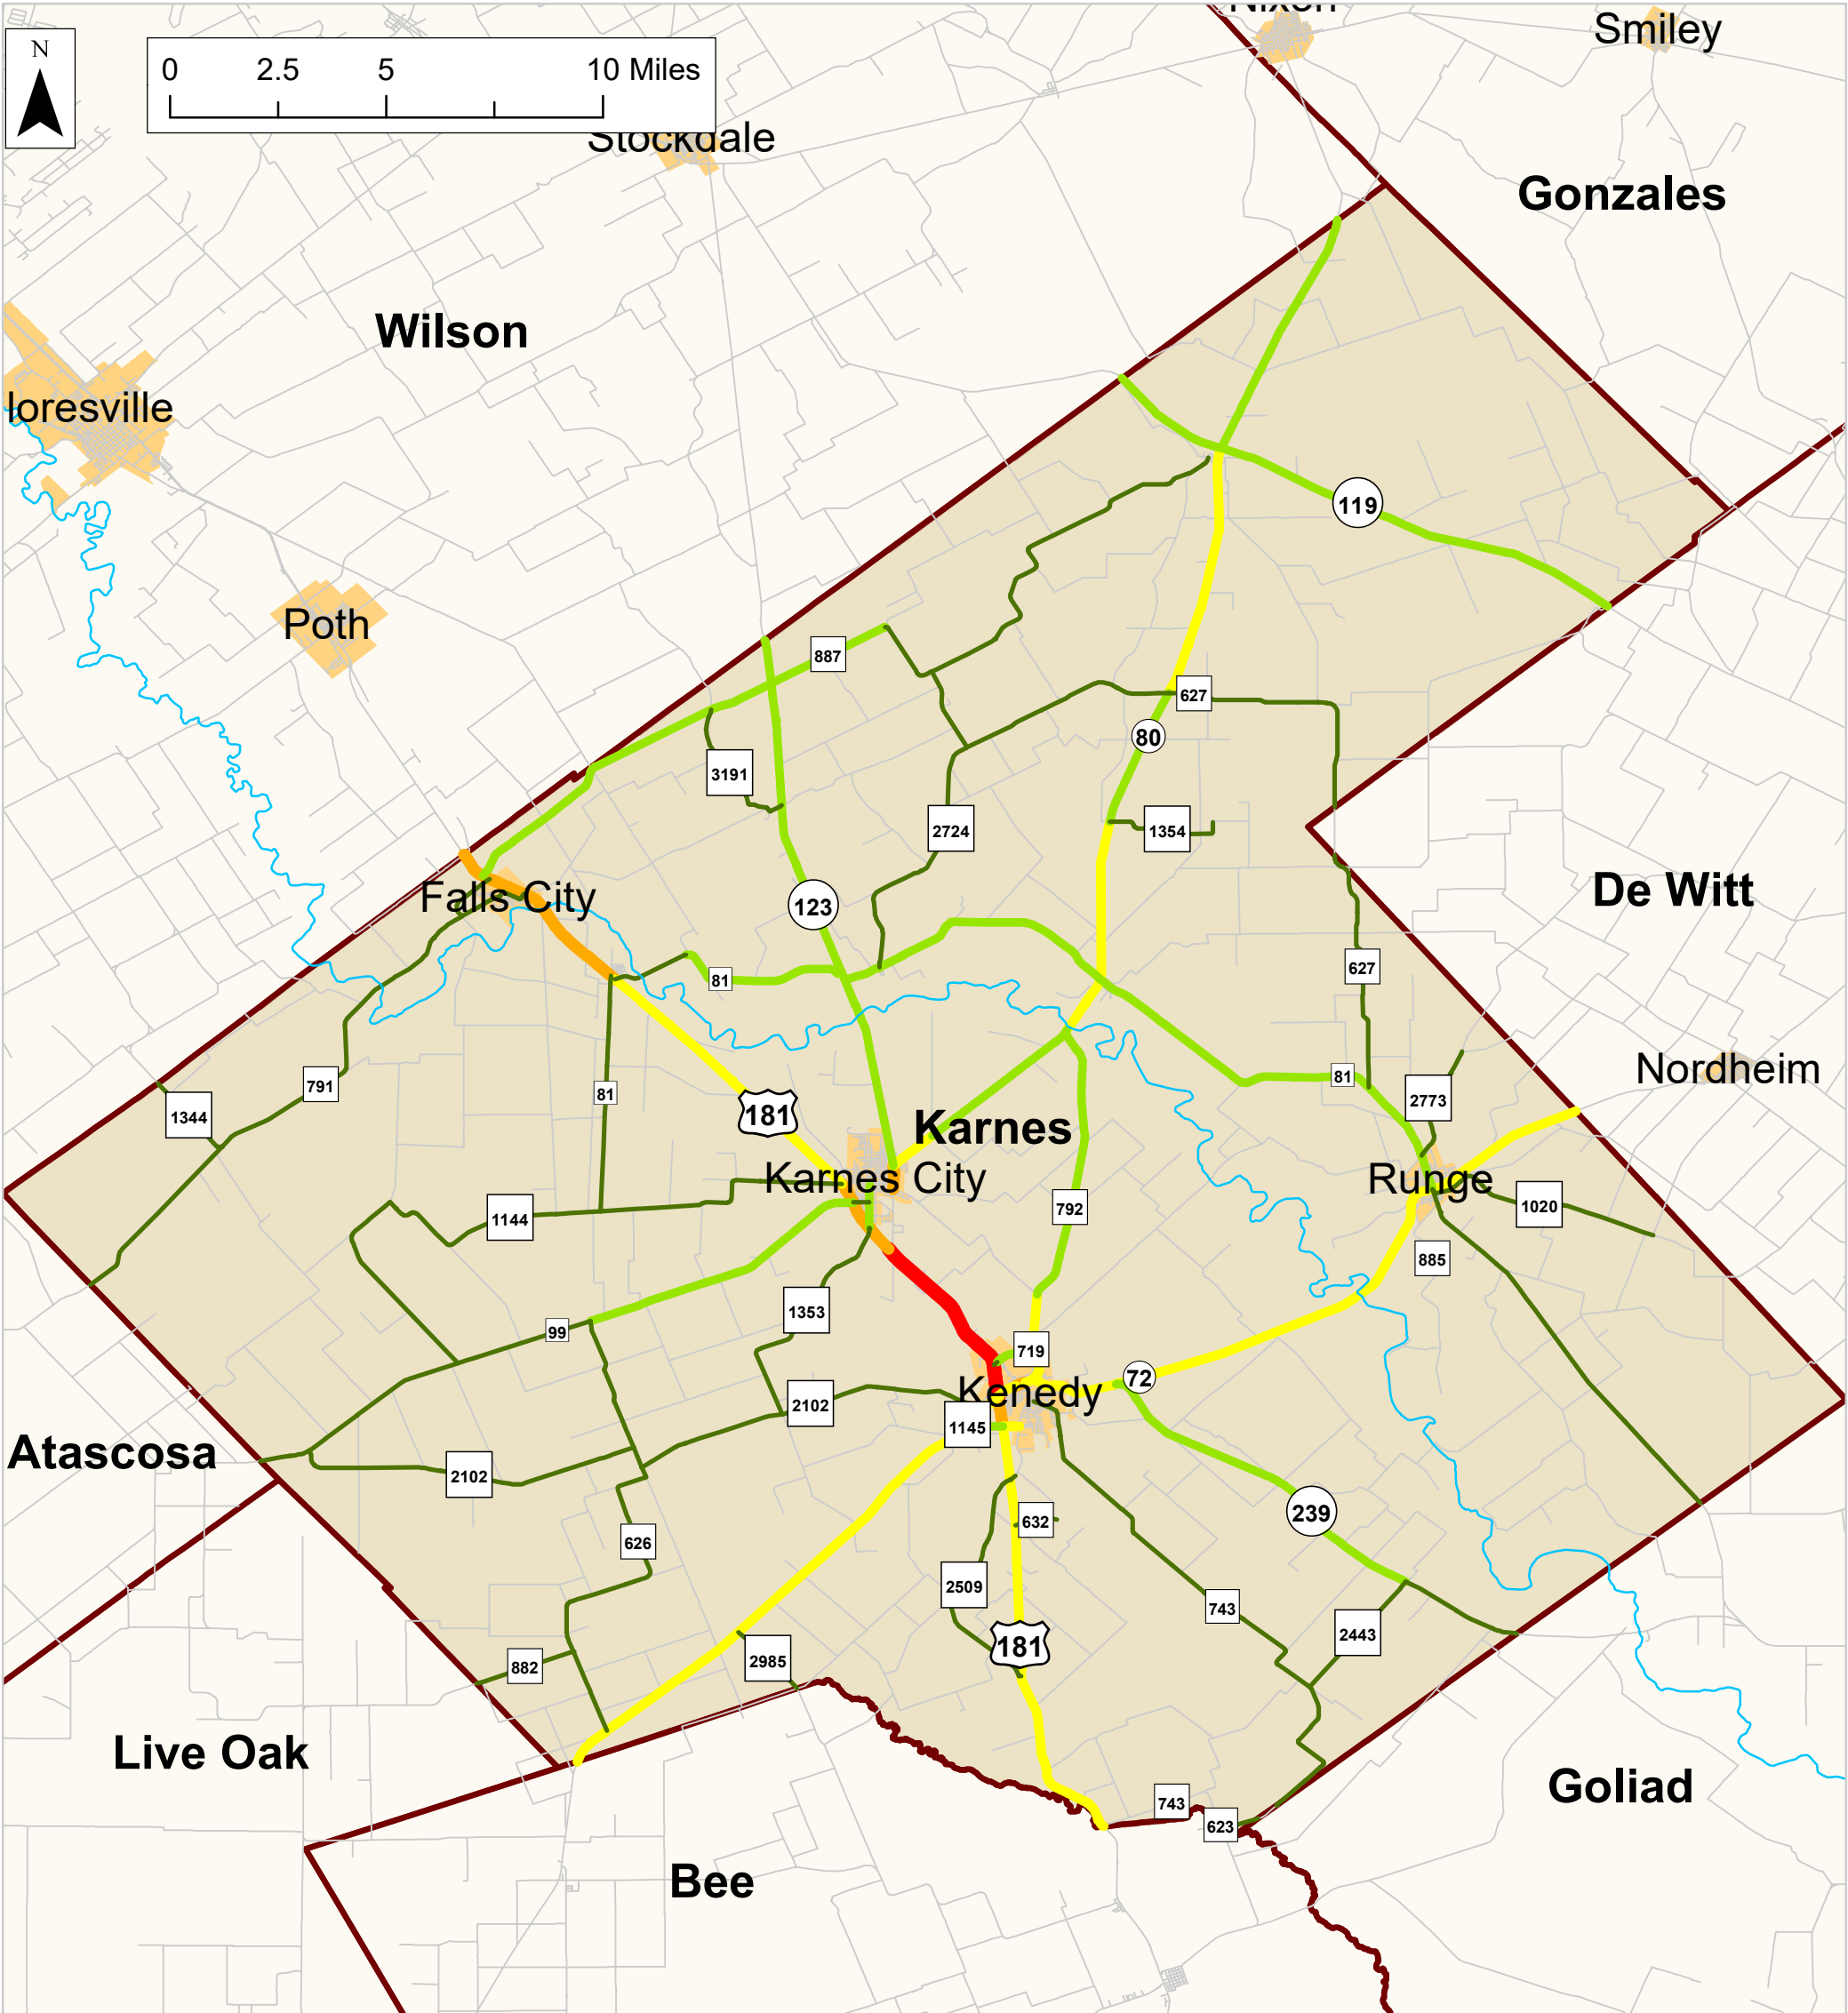 Nixon
Smiley
N
0 2.5 5 10 Miles
Stockdale
Gonzales
Wilson
loresville
119
Poth
887
627
80
3191
2724
1354
De Witt
Falls City
123
81
627
Nordheim
791
1344
81
81
2773
181
Karnes
Karnes City
Runge
792
1020
1144
885
1353
99
719
72
Kenedy
2102
1145
Atascosa
2102
239
632
626
2509
743
2443
181
882
2985
Live Oak
Goliad
743
623
Bee